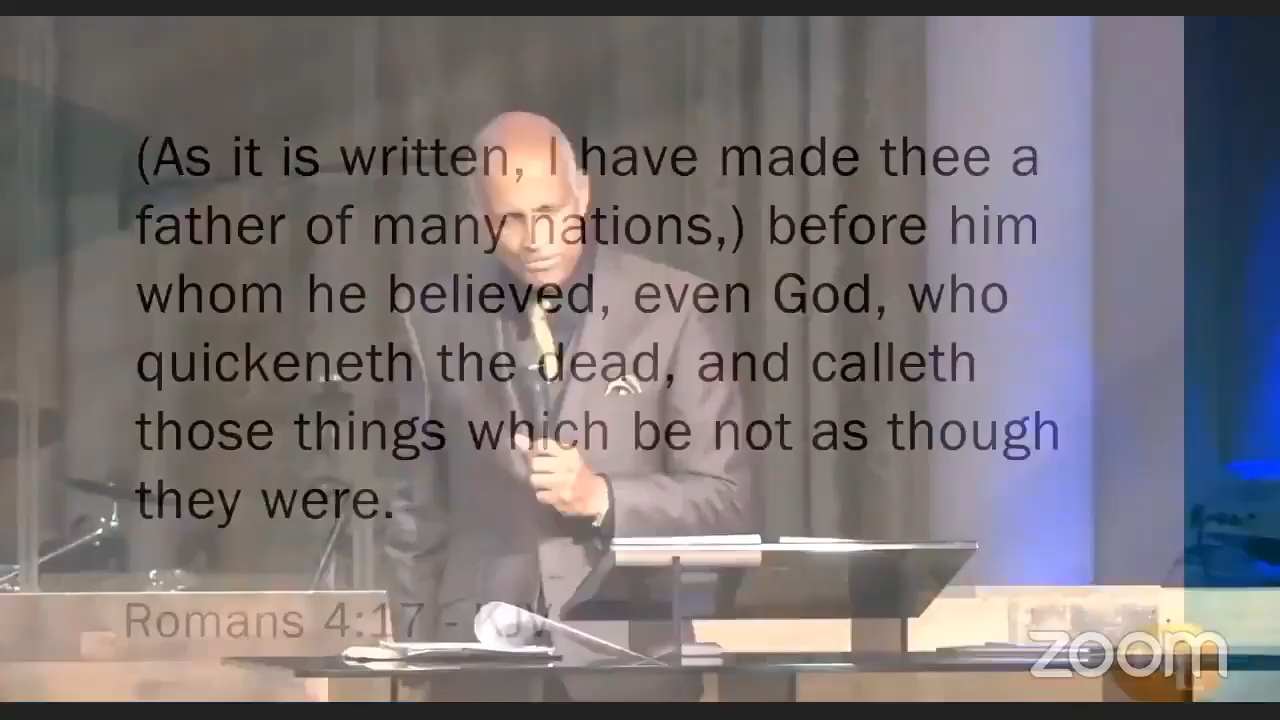 (As it is written, I have made thee a
father of many nations,) before him
whom he believed, even God, who
quickeneth the dead, and calleth
those things which be not as though
they were.
Romans 4:17 - KJV
zoom